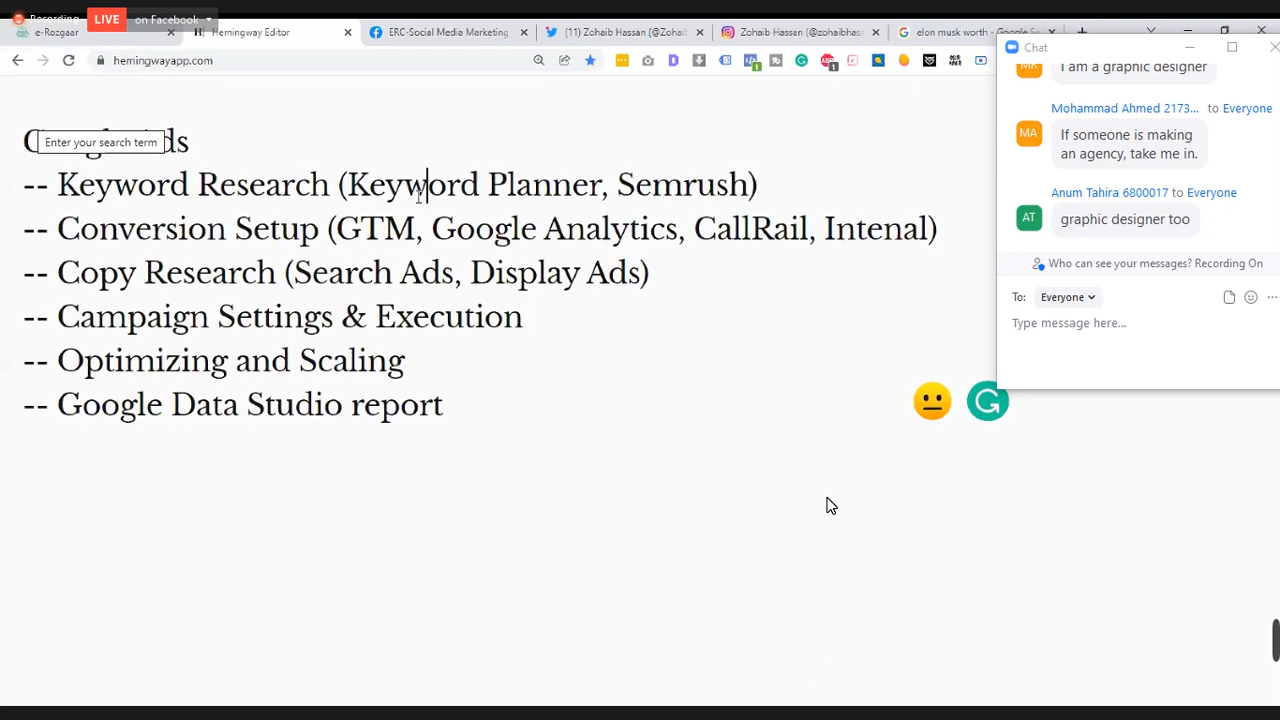 Recording
LIVE
on Facebook
e-Rozgaar
Hemingway Editor
ERC-Social Media Marketing
(11) Zohaib Hassan (@Zohaib
Zohaib Hassan (@zohaibhas
elon musk worth - Google Se
hemingwayapp.com
Enter your search term
ds
-- Keyword Research (Keyword Planner, Semrush)
-- Conversion Setup (GTM, Google Analytics, CallRail, Intenal)
-- Copy Research (Search Ads, Display Ads)
-- Campaign Settings & Execution
-- Optimizing and Scaling
-- Google Data Studio report
Chat
I am a graphic designer
Mohammad Ahmed 2173... to Everyone
MA
If someone is making
an agency, take me in.
Anum Tahira 6800017 to Everyone
AT
graphic designer too
Who can see your messages? Recording On
To: Everyone
Type message here...